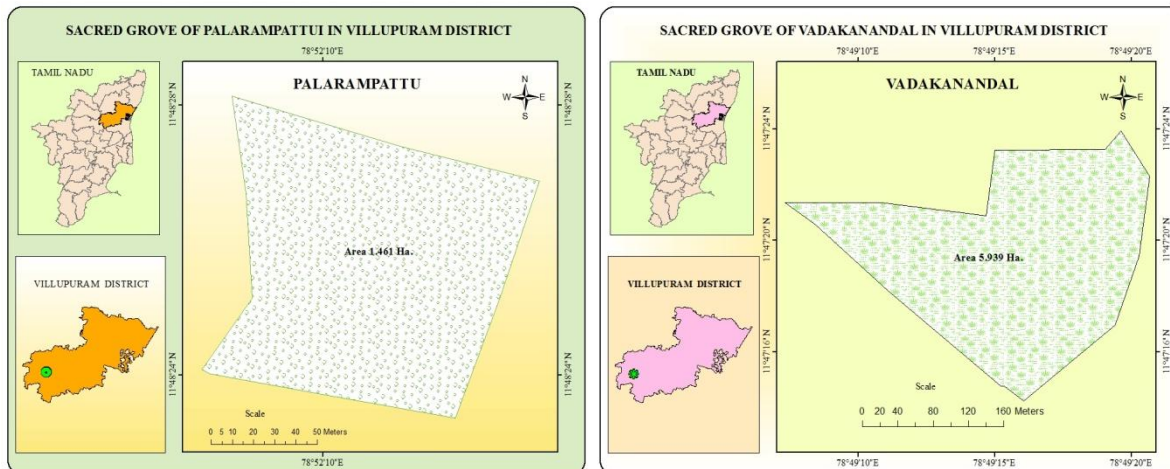 SACRED GROVE OF PALARAMPATTUI IN VILLUPURAM DISTRICT
78°52'10"E
TAMIL NADU
PALARAMPATTU
N
W E
S
11°48'28"N
11°48'28"N
Area 1.461 Ha.
VILLUPURAM DISTRICT
11°48'24"N
11°48'24"N
Scale
0 5 10 20 30 40 50 Meters
78°52'10"E
SACRED GROVE OF VADAKANANDAL IN VILLUPURAM DISTRICT
78°49'10"E 78°49'15"E 78°49'20"E
TAMIL NADU
VADAKANANDAL
N
W E
S
11°47'24"N
11°47'24"N
11°47'20"N
11°47'20"N
Area 5.939 Ha.
VILLUPURAM DISTRICT
11°47'16"N
11°47'16"N
Scale
0 20 40 80 120 160 Meters
78°49'10"E 78°49'15"E 78°49'20"E